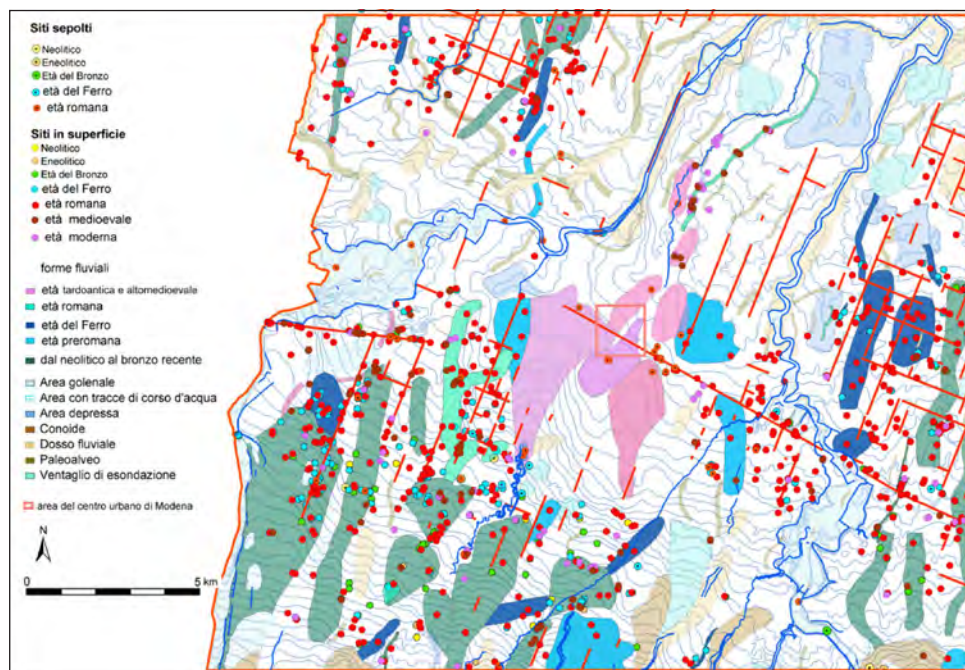 Siti sepolti
Neolitico
Eneolitico
Età del Bronzo
età del Ferro
età romana
Siti in superficie
Neolitico
Eneolitico
Età del Bronzo
età del Ferro
età romana
età medioevale
età moderna
forme fluviali
età tardoantica e altomedioevale
età romana
età del Ferro
età preromana
dal neolitico al bronzo recente
Area golenale
Area con tracce di corso d'acqua
Area depressa
Conoide
Dosso fluviale
Paleoalveo
Ventaglio di esondazione
area del centro urbano di Modena
N
0 5 km